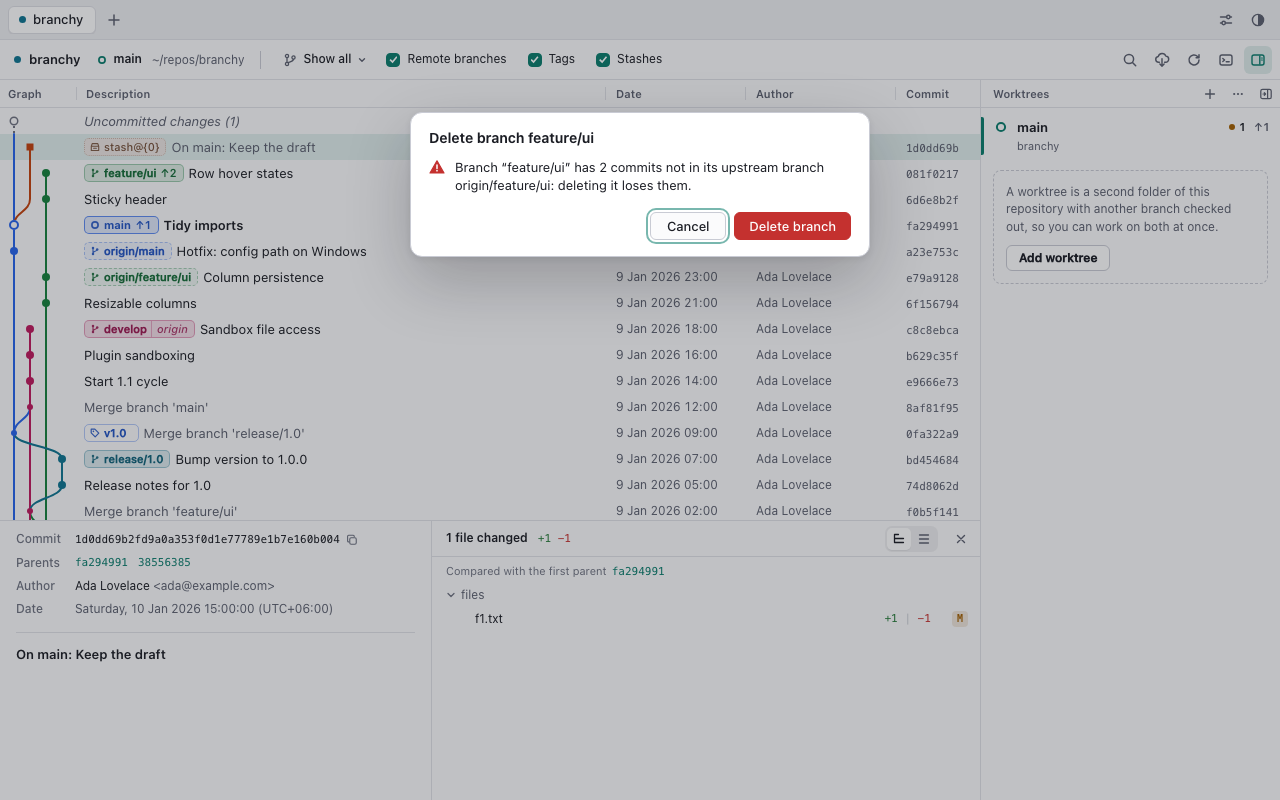 branchy
branchy main ~/repos/branchy Show all Remote branches Tags Stashes
Graph Description Date Author Commit Worktrees
Uncommitted changes (1)
stash@{0} On main: Keep the draft 1d0dd69b
feature/ui ↑2 Row hover states 081f0217
Sticky header 6d6e8b2f
main ↑1 Tidy imports fa294991
origin/main Hotfix: config path on Windows a23e753c
origin/feature/ui Column persistence 9 Jan 2026 23:00 Ada Lovelace e79a9128
Resizable columns 9 Jan 2026 21:00 Ada Lovelace 6f156794
develop origin Sandbox file access 9 Jan 2026 18:00 Ada Lovelace c8c8ebca
Plugin sandboxing 9 Jan 2026 16:00 Ada Lovelace b629c35f
Start 1.1 cycle 9 Jan 2026 14:00 Ada Lovelace e9666e73
Merge branch 'main' 9 Jan 2026 12:00 Ada Lovelace 8af81f95
v1.0 Merge branch 'release/1.0' 9 Jan 2026 09:00 Ada Lovelace 0fa322a9
release/1.0 Bump version to 1.0.0 9 Jan 2026 07:00 Ada Lovelace bd454684
Release notes for 1.0 9 Jan 2026 05:00 Ada Lovelace 74d8062d
Merge branch 'feature/ui' 9 Jan 2026 02:00 Ada Lovelace f0b5f141
Delete branch feature/ui
Branch “feature/ui” has 2 commits not in its upstream branch
origin/feature/ui: deleting it loses them.
Cancel Delete branch
main 1 ↑1
branchy
A worktree is a second folder of this
repository with another branch checked
out, so you can work on both at once.
Add worktree
Commit 1d0dd69b2fd9a0a353f0d1e77789e1b7e160b004
Parents fa294991 38556385
Author Ada Lovelace <ada@example.com>
Date Saturday, 10 Jan 2026 15:00:00 (UTC+06:00)
On main: Keep the draft
1 file changed +1 −1
Compared with the first parent fa294991
files
f1.txt +1 −1 M